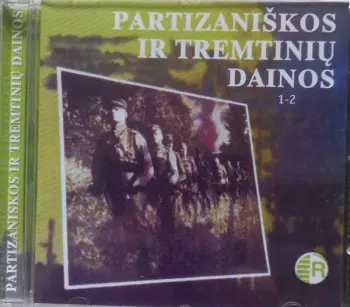 PARTIZANIŠKOS
IR TREMTINIŲ
DAINOS
1-2
PARTIZANIŠKOS IR TREMTINIŲ DAINOS
R